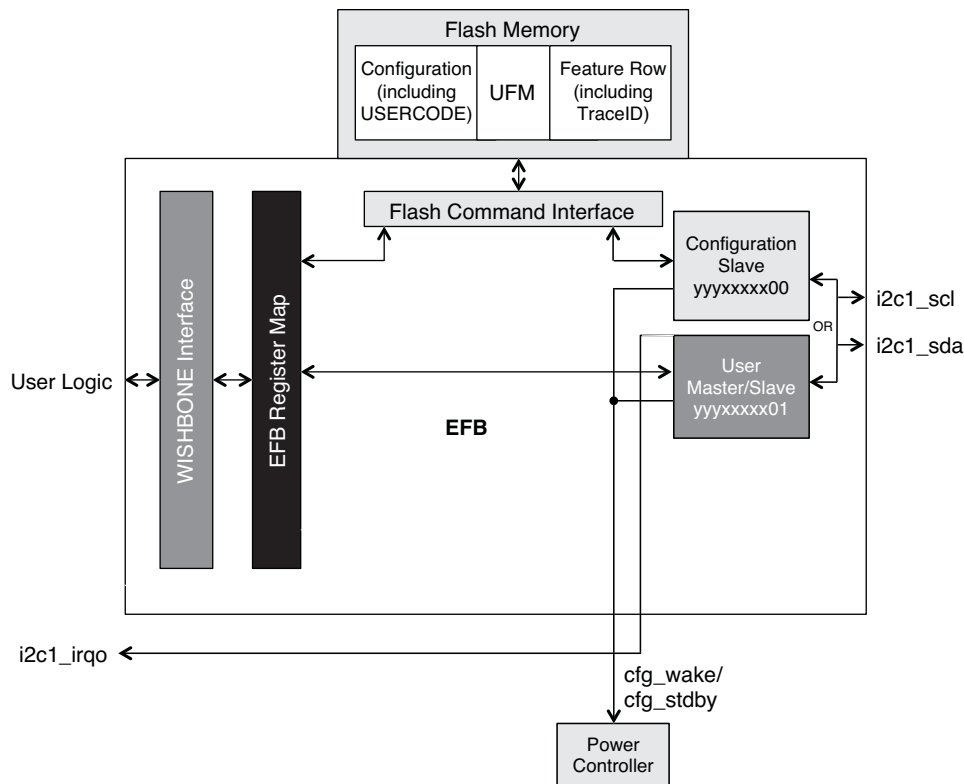 Flash Memory
Configuration
(including
USERCODE)
UFM
Feature Row
(including
TraceID)
Flash Command Interface
Configuration
Slave
yyyxxxxx00
i2c1_scl
OR
i2c1_sda
User
Master/Slave
yyyxxxxx01
User Logic
WISHBONE Interface
EFB Register Map
EFB
i2c1_irqo
cfg_wake/
cfg_stdby
Power
Controller